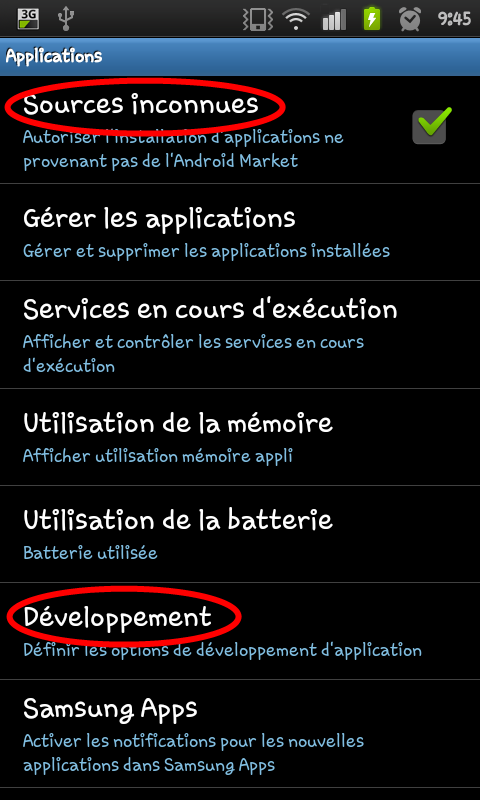 3G
9:45
Applications
Sources inconnues
Autoriser l'installation d'applications ne
provenant pas de l'Android Market
Gérer les applications
Gérer et supprimer les applications installées
Services en cours d'exécution
Afficher et contrôler les services en cours
d'exécution
Utilisation de la mémoire
Afficher utilisation mémoire appli
Utilisation de la batterie
Batterie utilisée
Développement
Définir les options de développement d'application
Samsung Apps
Activer les notifications pour les nouvelles
applications dans Samsung Apps